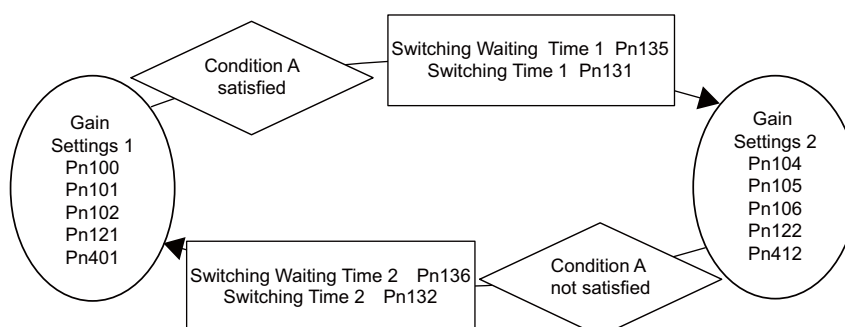 Condition A
satisfied
Switching Waiting Time 1 Pn135
Switching Time 1 Pn131
Gain
Settings 1
Pn100
Pn101
Pn102
Pn121
Pn401
Gain
Settings 2
Pn104
Pn105
Pn106
Pn122
Pn412
Switching Waiting Time 2 Pn136
Switching Time 2 Pn132
Condition A
not satisfied